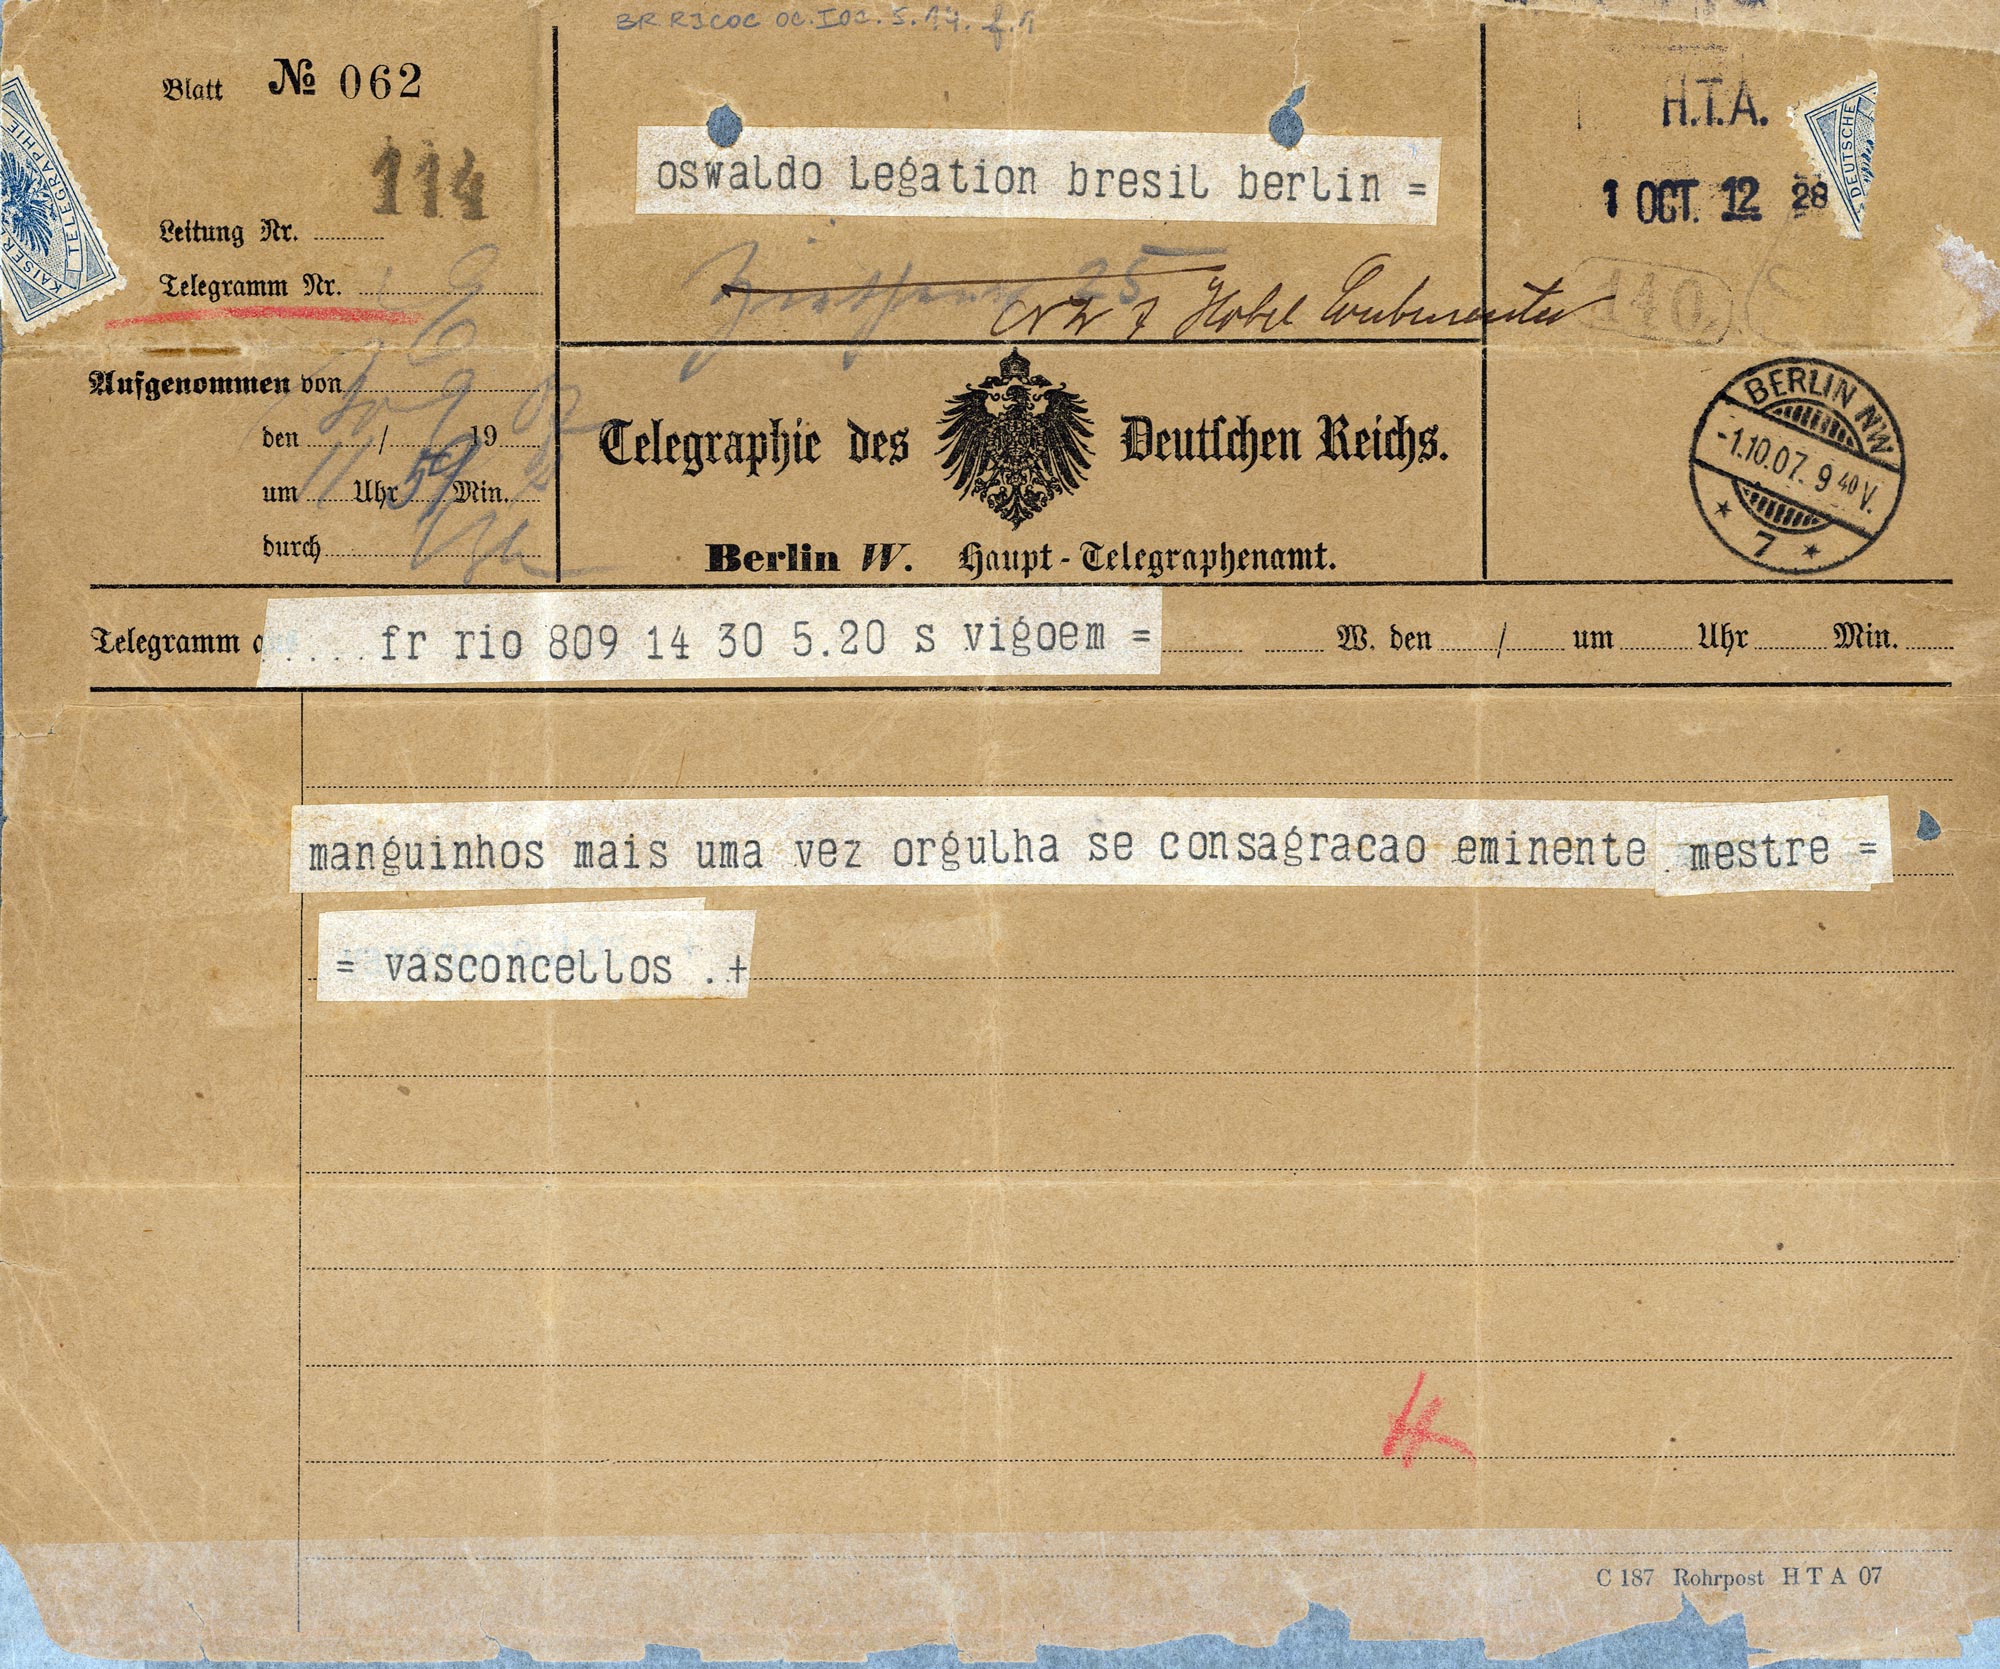 BR RJCOC OC.IOC.5.14.f.1
Blatt № 062
114
Leitung Nr.
Telegramm Nr.
Aufgenommen von
den / 19
um 11 Uhr 59 Min.
durch
KAISE TELEGRAPHIE
oswaldo legation bresil berlin =
25
NW 7 Hotel
H.T.A.
1 OCT. 12 28
DEUTSCHE
140
Telegraphie des Deutschen Reichs.
Berlin W. Haupt-Telegraphenamt.
BERLIN NW
-1.10.07. 9 40 V.
* 7 *
Telegramm
.... fr rio 809 14 30 5.20 s vigoem =
W. den / um Uhr Min.
manguinhos mais uma vez orgulha se consagracao eminente mestre =
= vasconcellos . +
C 187 Rohrpost H T A 07